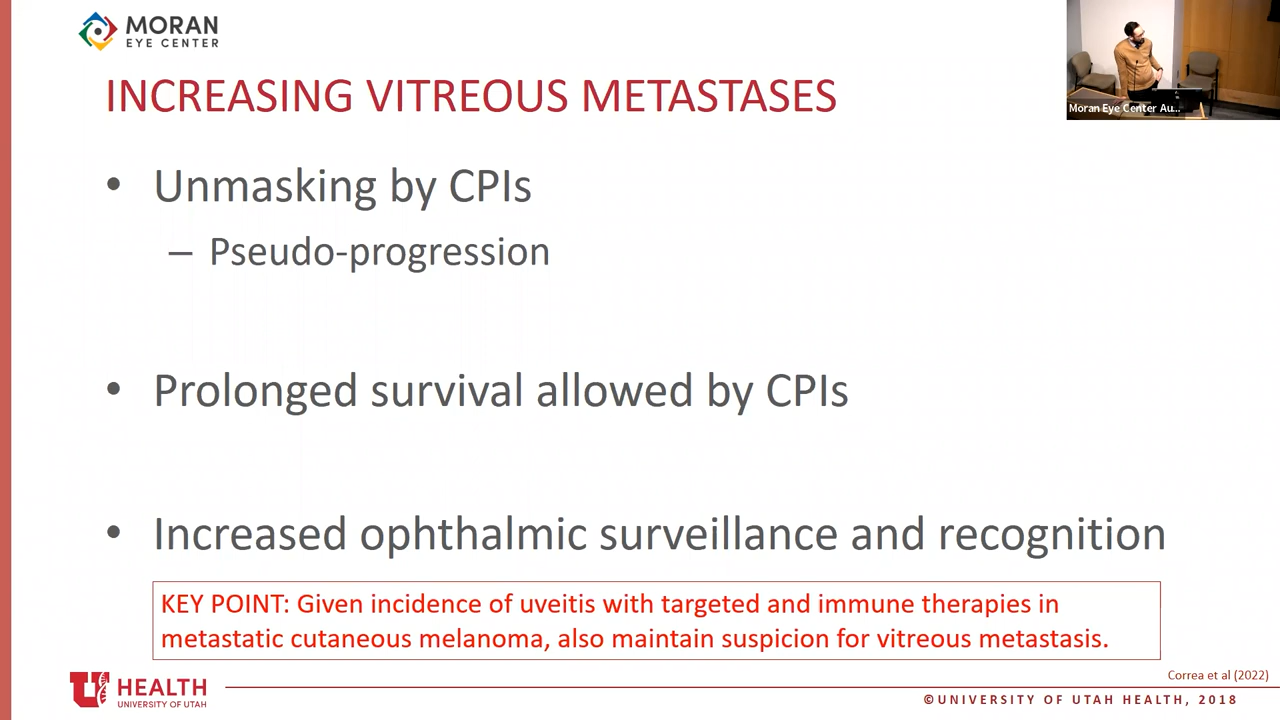 MORAN
EYE CENTER
INCREASING VITREOUS METASTASES
Moran Eye Center Au...
• Unmasking by CPIs
– Pseudo-progression
• Prolonged survival allowed by CPIs
• Increased ophthalmic surveillance and recognition
KEY POINT: Given incidence of uveitis with targeted and immune therapies in
metastatic cutaneous melanoma, also maintain suspicion for vitreous metastasis.
Correa et al (2022)
U HEALTH
UNIVERSITY OF UTAH
©UNIVERSITY OF UTAH HEALTH, 2018